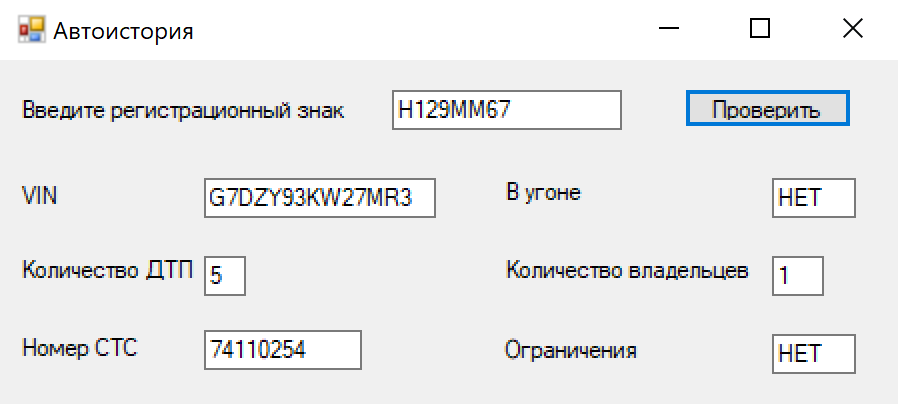 Автоистория
Введите регистрационный знак H129MM67 Проверить
VIN G7DZY93KW27MR3 В угоне НЕТ
Количество ДТП 5 Количество владельцев 1
Номер СТС 74110254 Ограничения НЕТ